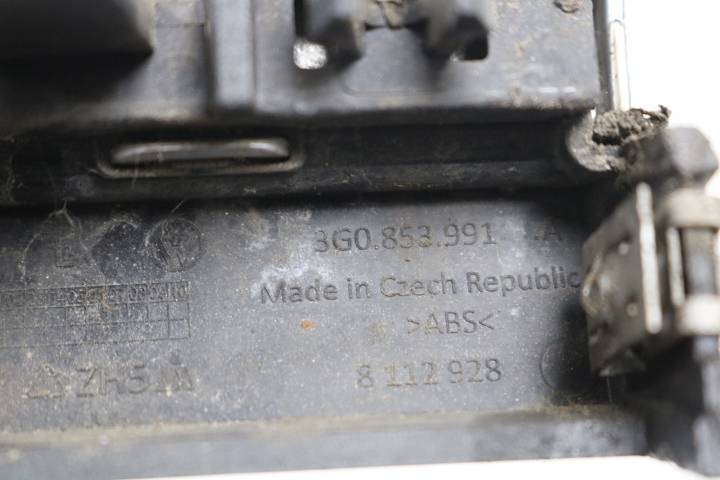 3G0.853.991 A
Made in Czech Republic
>ABS<
8 112 928